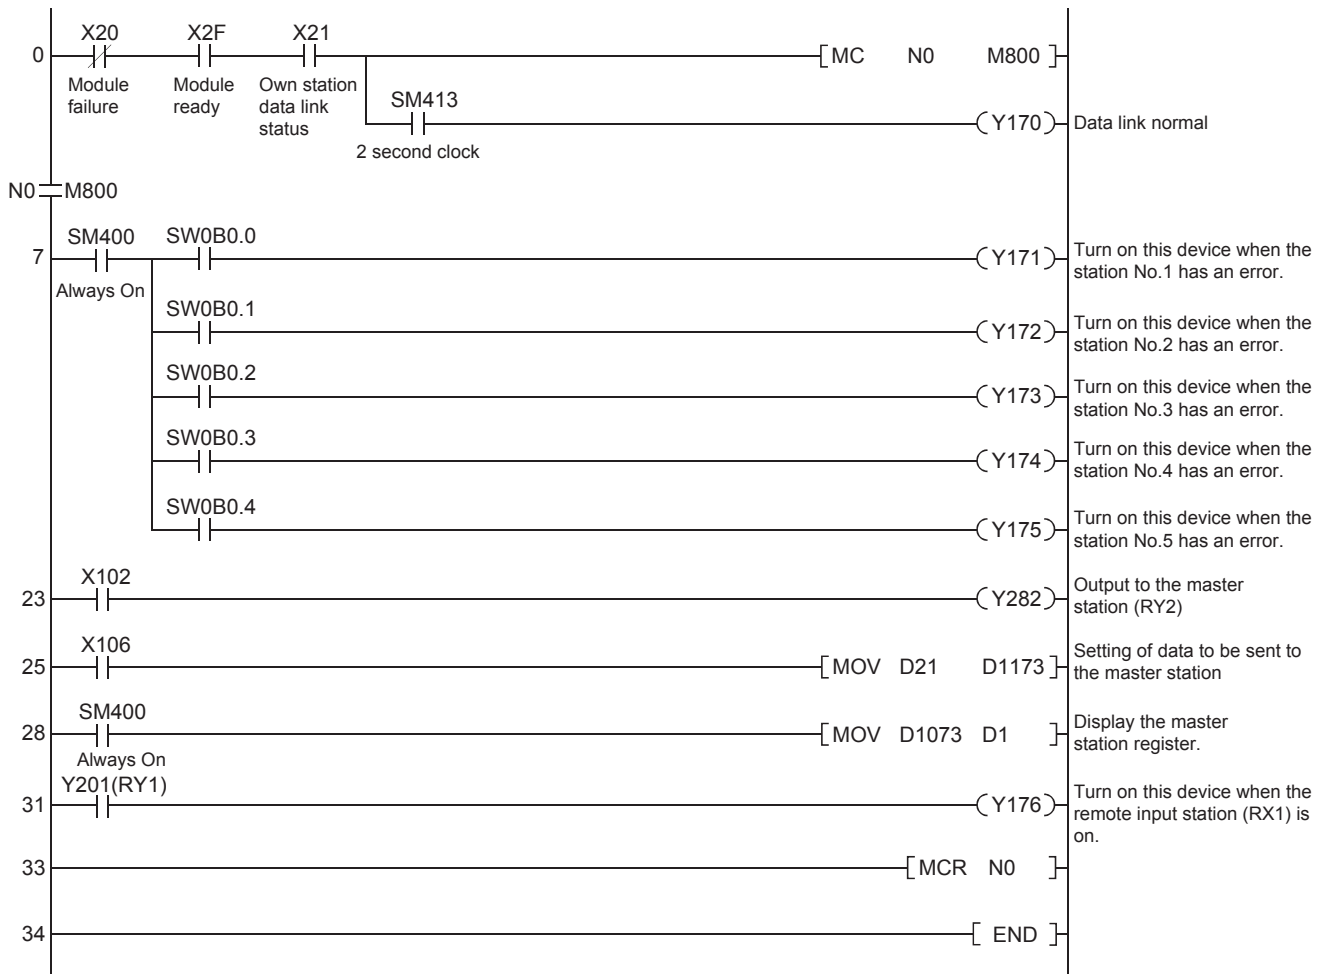 X20 X2F X21
0 MC N0 M800
Module failure
Module ready
Own station data link status
SM413
Y170 Data link normal
2 second clock
N0 M800
SM400 SW0B0.0
7 Y171 Turn on this device when the
station No.1 has an error.
Always On
SW0B0.1
Y172 Turn on this device when the
station No.2 has an error.
SW0B0.2
Y173 Turn on this device when the
station No.3 has an error.
SW0B0.3
Y174 Turn on this device when the
station No.4 has an error.
SW0B0.4
Y175 Turn on this device when the
station No.5 has an error.
X102
23 Y282 Output to the master
station (RY2)
X106
25 MOV D21 D1173 Setting of data to be sent to
the master station
SM400
28 MOV D1073 D1 Display the master
station register.
Always On
Y201(RY1)
31 Y176 Turn on this device when the
remote input station (RX1) is
on.
33 MCR N0
34 END